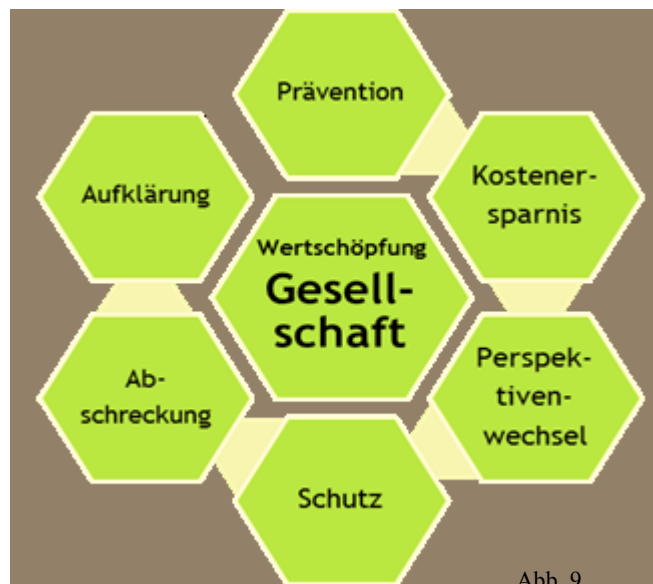 Prävention
Kostener-
sparnis
Perspek-
tiven-
wechsel
Schutz
Ab-
schreckung
Aufklärung
Wertschöpfung
Gesell-
schaft
Abb. 9